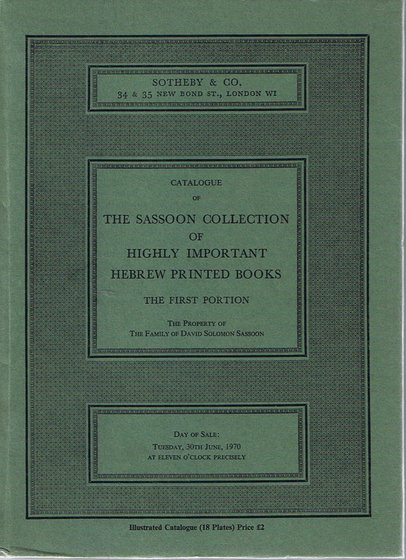 SOTHEBY & CO.
34 & 35 NEW BOND ST., LONDON W1
CATALOGUE
OF
THE SASSOON COLLECTION
OF
HIGHLY IMPORTANT
HEBREW PRINTED BOOKS
THE FIRST PORTION
THE PROPERTY OF
THE FAMILY OF DAVID SOLOMON SASSOON
DAY OF SALE:
TUESDAY, 30TH JUNE, 1970
AT ELEVEN O'CLOCK PRECISELY
Illustrated Catalogue (18 Plates) Price £2